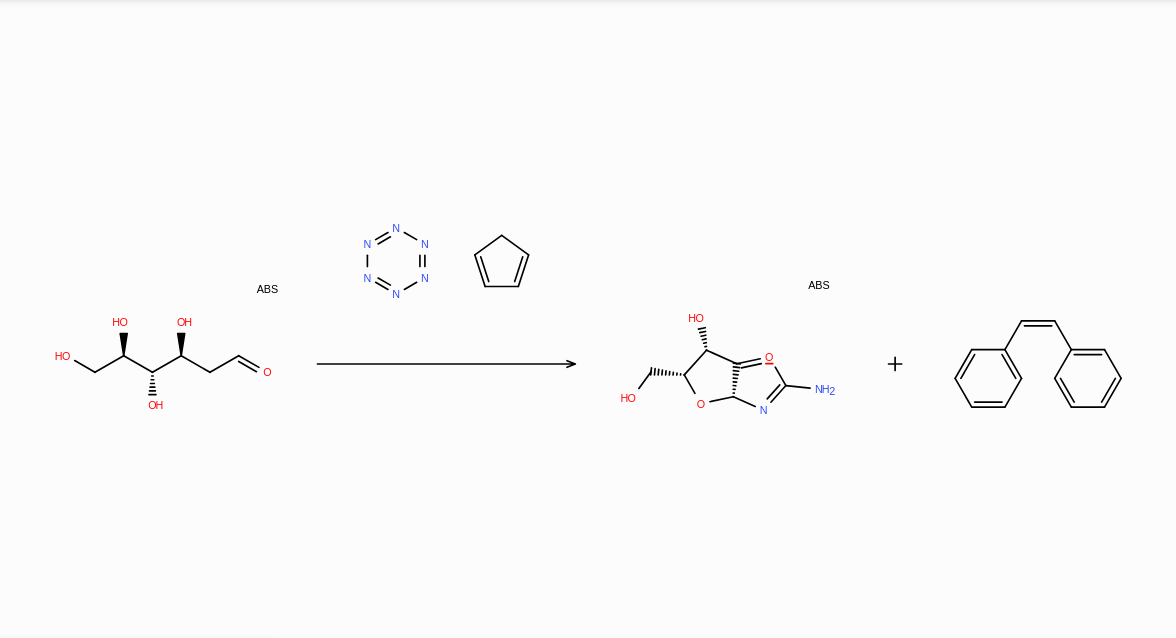 N
N N
N N
N
ABS
ABS
HO OH
HO O
OH
HO
O
HO O N NH2